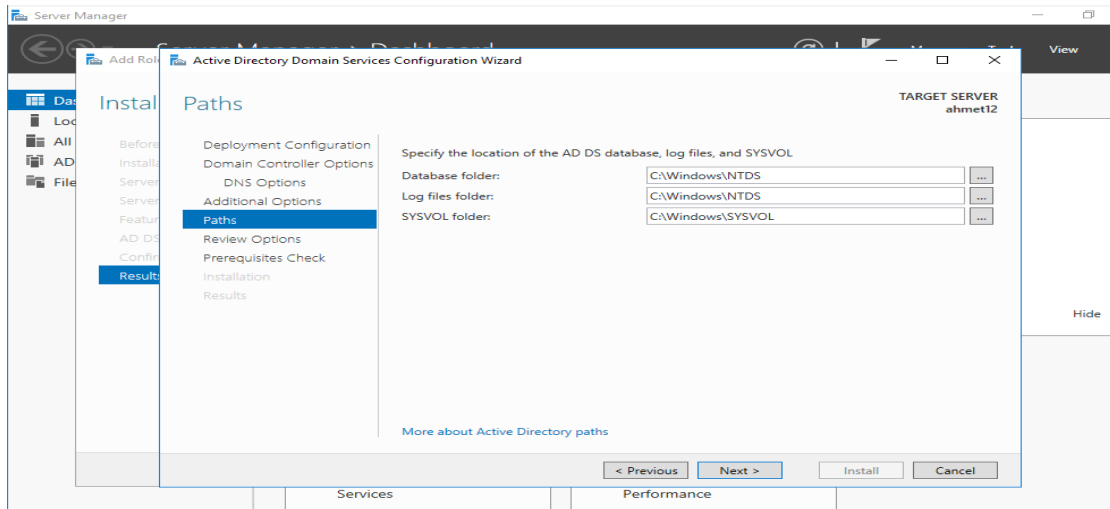 Server Manager
View
Add Rol
Active Directory Domain Services Configuration Wizard
Instal
Paths
TARGET SERVER
ahmet12
Das
Loc
All
AD
File
Before
Installa
Server
Server
Featur
AD DS
Confir
Results
Deployment Configuration
Domain Controller Options
DNS Options
Additional Options
Paths
Review Options
Prerequisites Check
Installation
Results
Specify the location of the AD DS database, log files, and SYSVOL
Database folder: C:\Windows\NTDS ...
Log files folder: C:\Windows\NTDS ...
SYSVOL folder: C:\Windows\SYSVOL ...
More about Active Directory paths
Hide
< Previous Next > Install Cancel
Services
Performance